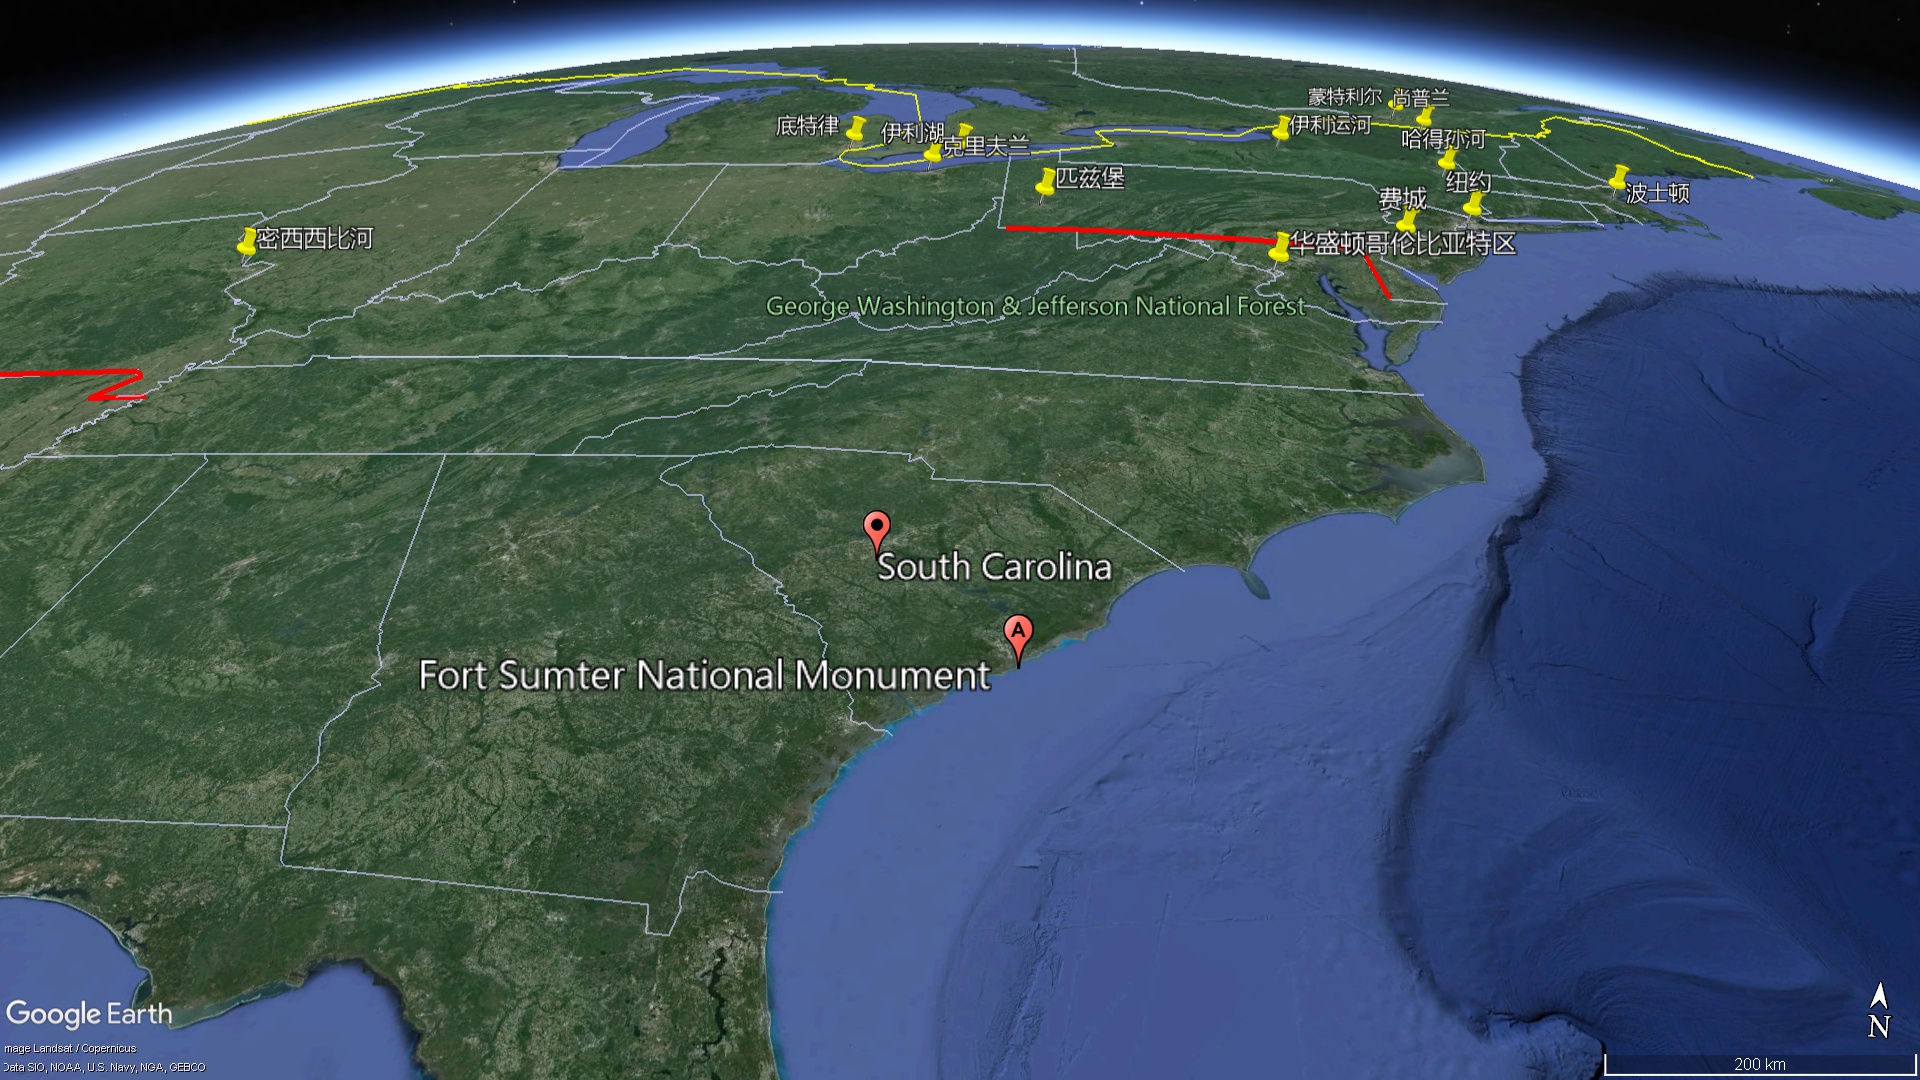 蒙特利尔
尚普兰
底特律
伊利湖
克里夫兰
伊利运河
哈得孙河
匹兹堡
费城
纽约
波士顿
密西西比河
华盛顿哥伦比亚特区
George Washington & Jefferson National Forest
South Carolina
A
Fort Sumter National Monument
Google Earth
mage Landsat / Copernicus
Data SIO, NOAA, U.S. Navy, NGA, GEBCO
N
200 km